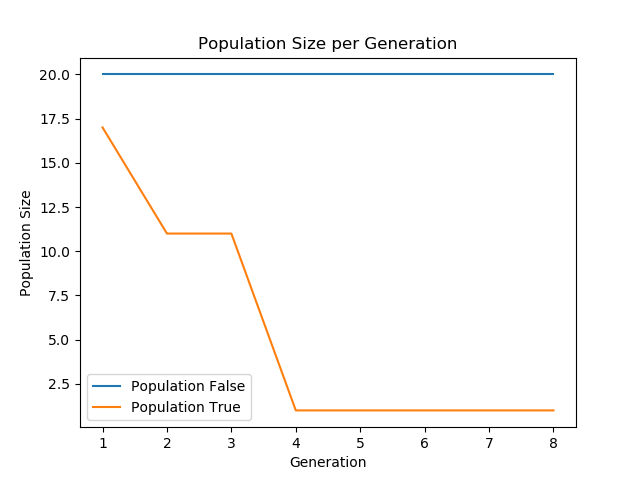 Population Size per Generation
Population Size
20.0
17.5
15.0
12.5
10.0
7.5
5.0
2.5
Population False
Population True
1 2 3 4 5 6 7 8
Generation